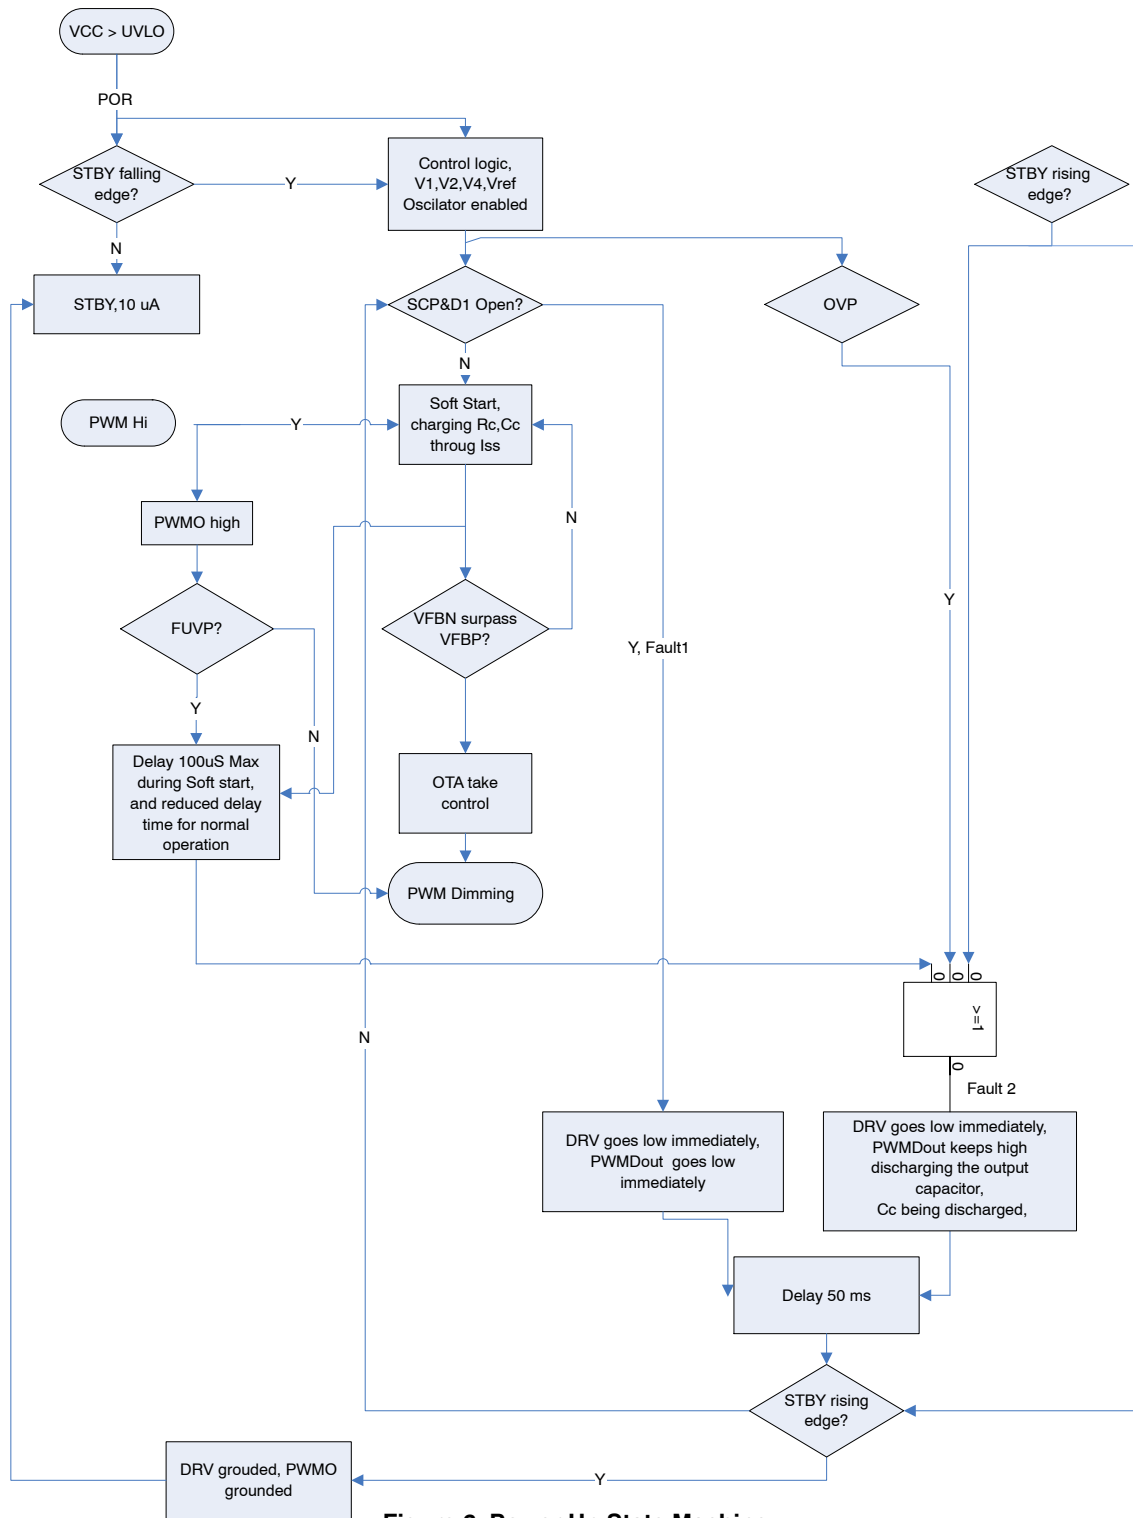 VCC > UVLO
POR
STBY falling
edge?
Y
Control logic,
V1,V2,V4,Vref
Oscilator enabled
STBY rising
edge?
N
STBY,10 uA
SCP&D1 Open?
OVP
N
PWM Hi
Y
Soft Start,
charging Rc,Cc
throug Iss
PWMO high
N
FUVP?
VFBN surpass
VFBP?
Y
Y, Fault1
Y
N
Delay 100uS Max
during Soft start,
and reduced delay
time for normal
operation
OTA take
control
PWM Dimming
0
0
0
>=1
0
N
Fault 2
DRV goes low immediately,
PWMDout goes low
immediately
DRV goes low immediately,
PWMDout keeps high
discharging the output
capacitor,
Cc being discharged,
Delay 50 ms
STBY rising
edge?
DRV grouded, PWMO
grounded
Y